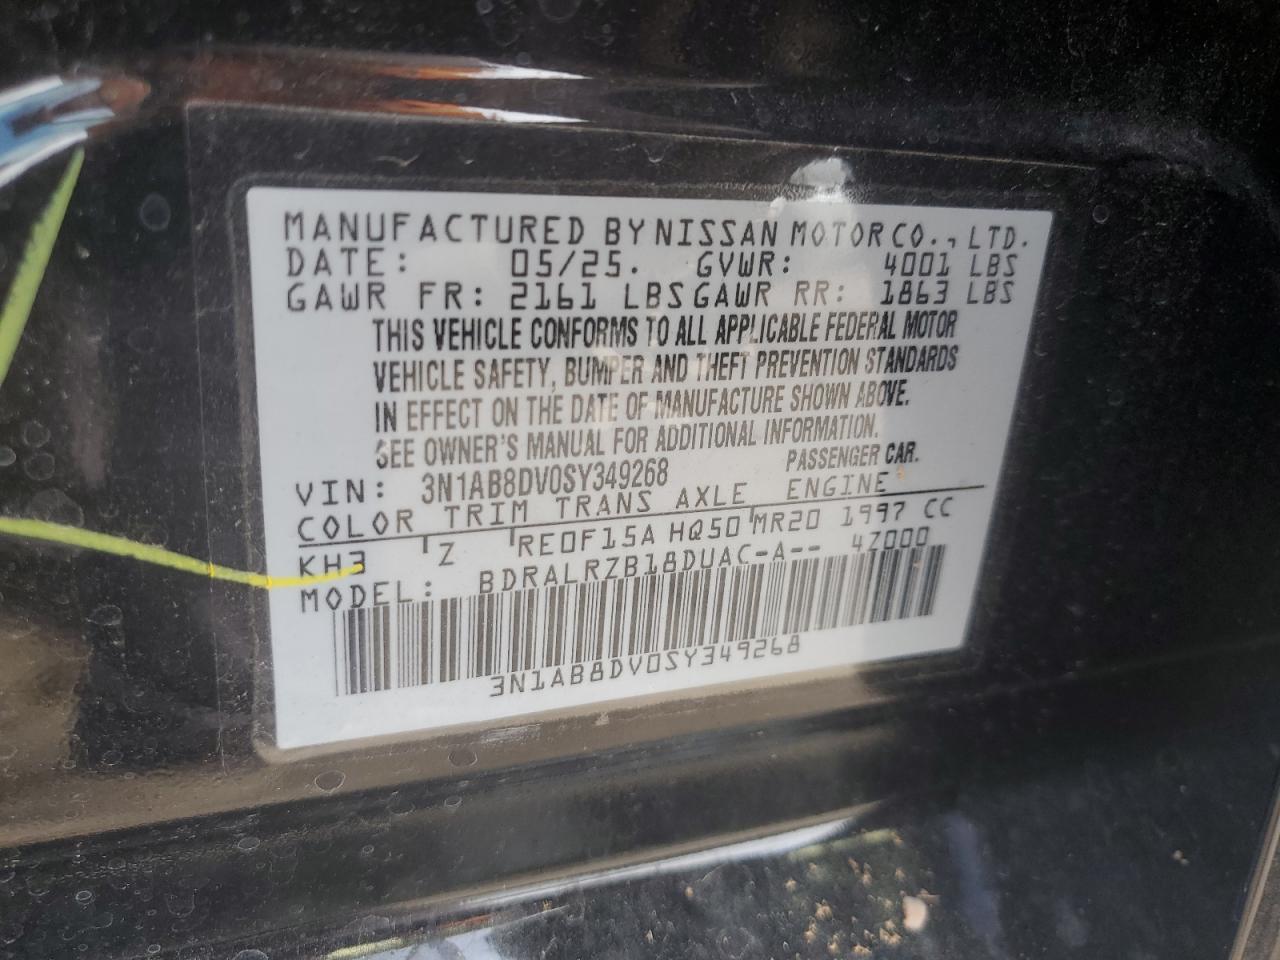 MANUFACTURED BY NISSAN MOTOR CO., LTD.
DATE: 05/25. GVWR: 4001 LBS
GAWR FR: 2161 LBS GAWR RR: 1863 LBS
THIS VEHICLE CONFORMS TO ALL APPLICABLE FEDERAL MOTOR
VEHICLE SAFETY, BUMPER AND THEFT PREVENTION STANDARDS
IN EFFECT ON THE DATE OF MANUFACTURE SHOWN ABOVE.
SEE OWNER'S MANUAL FOR ADDITIONAL INFORMATION.
VIN: 3N1AB8DV0SY349268 PASSENGER CAR.
COLOR TRIM TRANS AXLE ENGINE
KH3 Z RE0F15A HQ50 MR20 1997 CC
MODEL: BDRALRZB18DUAC-A-- 4Z000
3N1AB8DV0SY349268